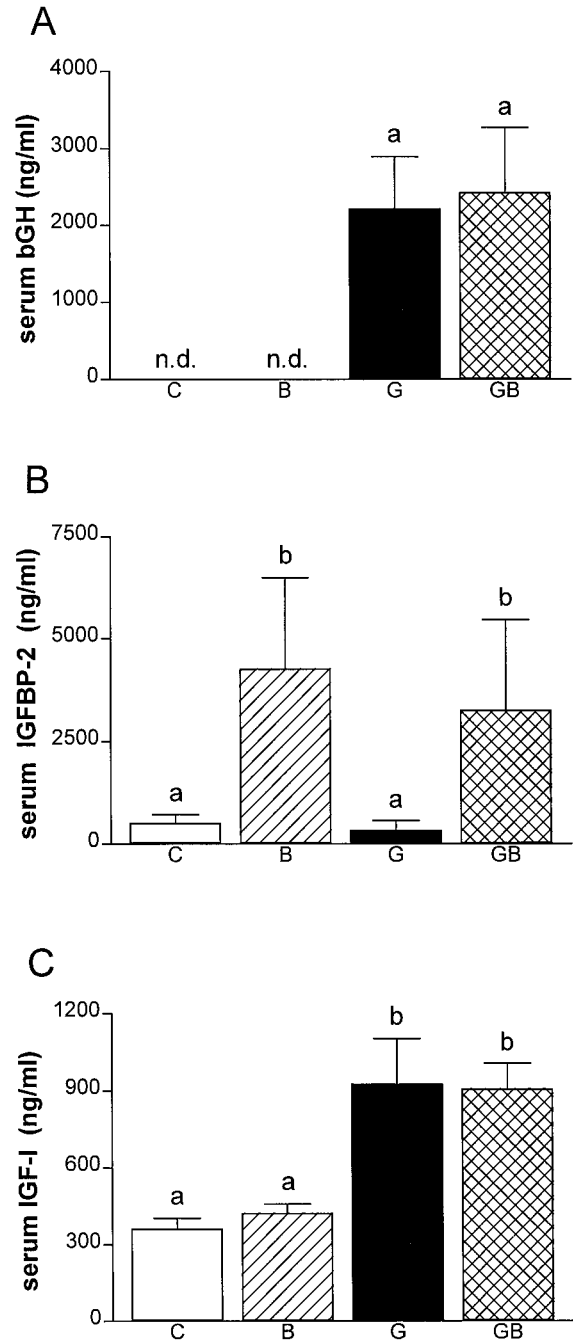 A
serum bGH (ng/ml)
4000
3000
2000
1000
0
a
a
n.d.
n.d.
C
B
G
GB
B
serum IGFBP-2 (ng/ml)
7500
5000
2500
0
a
b
a
b
C
B
G
GB
C
serum IGF-I (ng/ml)
1200
900
600
300
0
a
a
b
b
C
B
G
GB